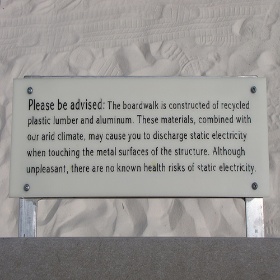 Please be advised: The boardwalk is constructed of recycled
plastic lumber and aluminum. These materials, combined with
our arid climate, may cause you to discharge static electricity
when touching the metal surfaces of the structure. Although
unpleasant, there are no known health risks of static electricity.